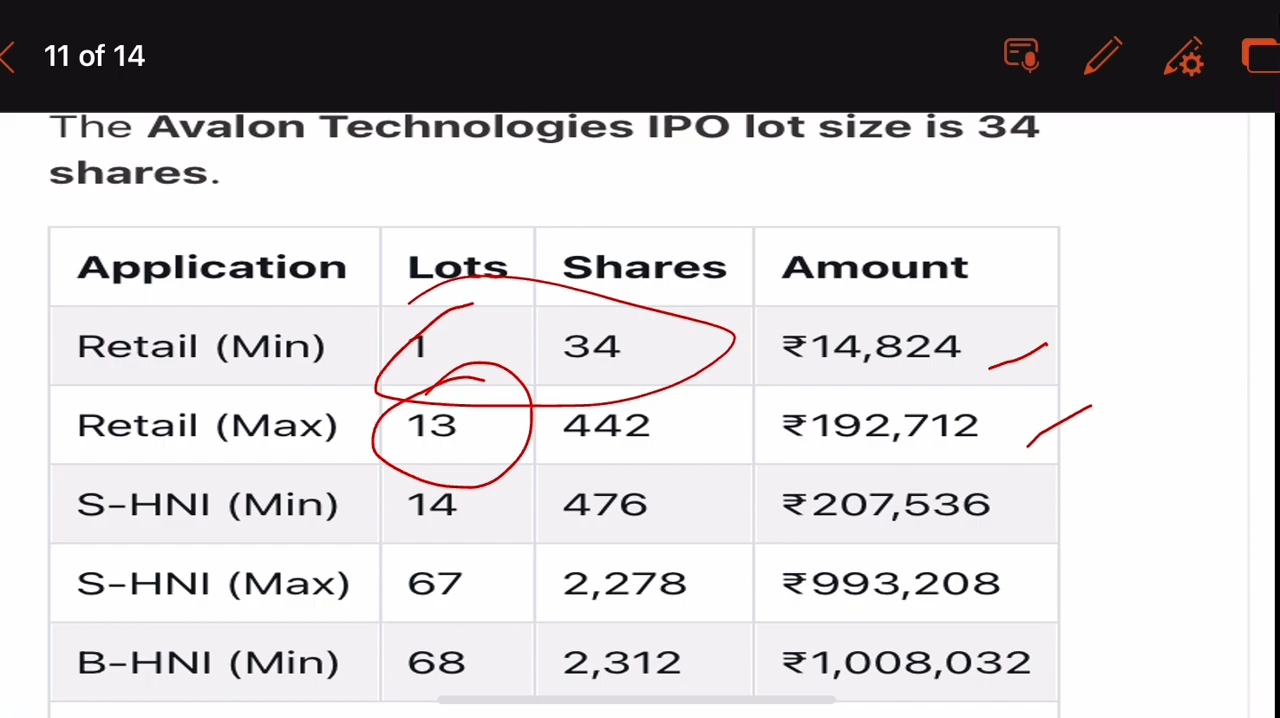 11 of 14
The Avalon Technologies IPO lot size is 34
shares.
Application Lots Shares Amount
Retail (Min) 1 34 ₹14,824
Retail (Max) 13 442 ₹192,712
S-HNI (Min) 14 476 ₹207,536
S-HNI (Max) 67 2,278 ₹993,208
B-HNI (Min) 68 2,312 ₹1,008,032